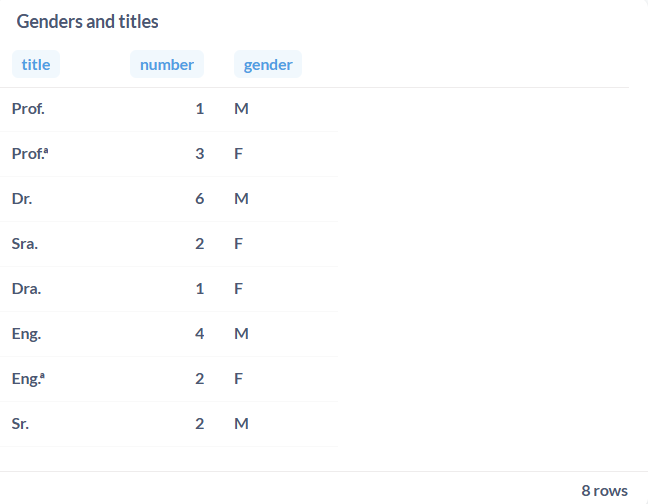 Genders and titles
title number gender
Prof. 1 M
Prof.ª 3 F
Dr. 6 M
Sra. 2 F
Dra. 1 F
Eng. 4 M
Eng.ª 2 F
Sr. 2 M
8 rows